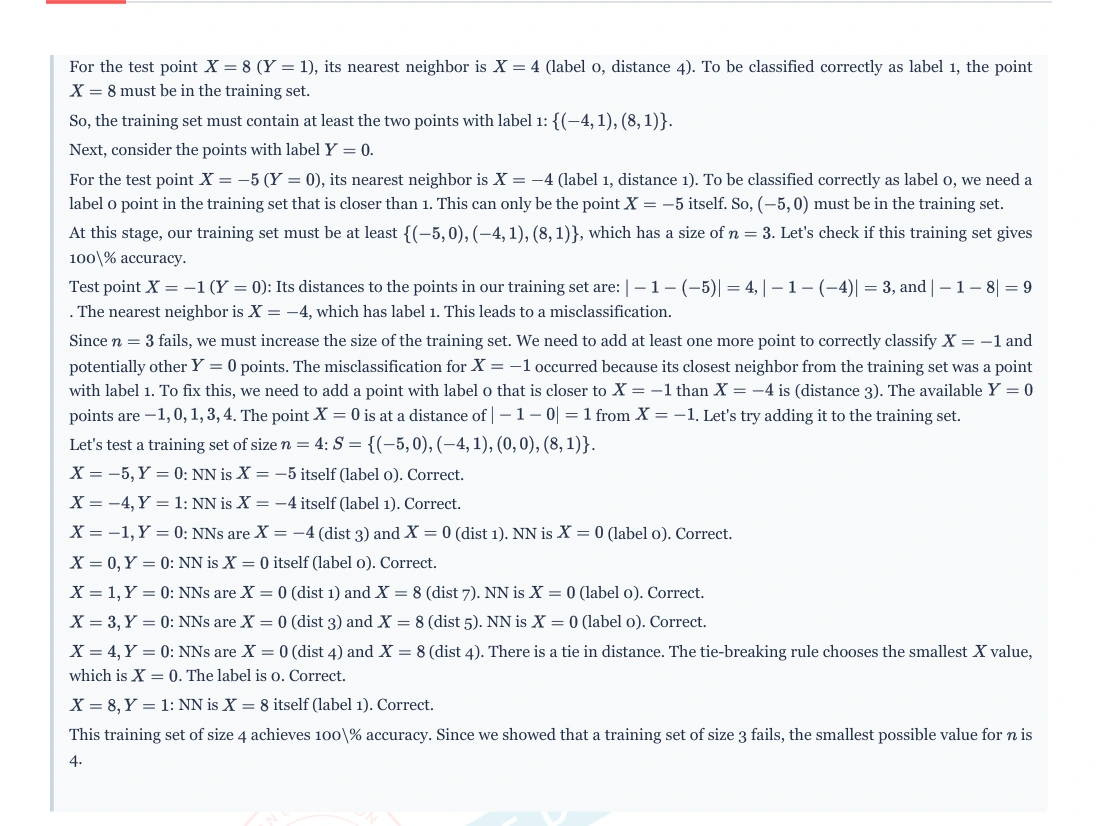 For the test point X = 8 (Y = 1), its nearest neighbor is X = 4 (label 0, distance 4). To be classified correctly as label 1, the point
X = 8 must be in the training set.
So, the training set must contain at least the two points with label 1: {(−4, 1), (8, 1)}.
Next, consider the points with label Y = 0.
For the test point X = −5 (Y = 0), its nearest neighbor is X = −4 (label 1, distance 1). To be classified correctly as label 0, we need a
label 0 point in the training set that is closer than 1. This can only be the point X = −5 itself. So, (−5, 0) must be in the training set.
At this stage, our training set must be at least {(−5, 0), (−4, 1), (8, 1)}, which has a size of n = 3. Let's check if this training set gives
100\% accuracy.
Test point X = −1 (Y = 0): Its distances to the points in our training set are: | − 1 − (−5)| = 4, | − 1 − (−4)| = 3, and | − 1 − 8| = 9
. The nearest neighbor is X = −4, which has label 1. This leads to a misclassification.
Since n = 3 fails, we must increase the size of the training set. We need to add at least one more point to correctly classify X = −1 and
potentially other Y = 0 points. The misclassification for X = −1 occurred because its closest neighbor from the training set was a point
with label 1. To fix this, we need to add a point with label 0 that is closer to X = −1 than X = −4 is (distance 3). The available Y = 0
points are −1, 0, 1, 3, 4. The point X = 0 is at a distance of | − 1 − 0| = 1 from X = −1. Let's try adding it to the training set.
Let's test a training set of size n = 4: S = {(−5, 0), (−4, 1), (0, 0), (8, 1)}.
X = −5, Y = 0: NN is X = −5 itself (label 0). Correct.
X = −4, Y = 1: NN is X = −4 itself (label 1). Correct.
X = −1, Y = 0: NNs are X = −4 (dist 3) and X = 0 (dist 1). NN is X = 0 (label 0). Correct.
X = 0, Y = 0: NN is X = 0 itself (label 0). Correct.
X = 1, Y = 0: NNs are X = 0 (dist 1) and X = 8 (dist 7). NN is X = 0 (label 0). Correct.
X = 3, Y = 0: NNs are X = 0 (dist 3) and X = 8 (dist 5). NN is X = 0 (label 0). Correct.
X = 4, Y = 0: NNs are X = 0 (dist 4) and X = 8 (dist 4). There is a tie in distance. The tie-breaking rule chooses the smallest X value,
which is X = 0. The label is 0. Correct.
X = 8, Y = 1: NN is X = 8 itself (label 1). Correct.
This training set of size 4 achieves 100\% accuracy. Since we showed that a training set of size 3 fails, the smallest possible value for n is
4.